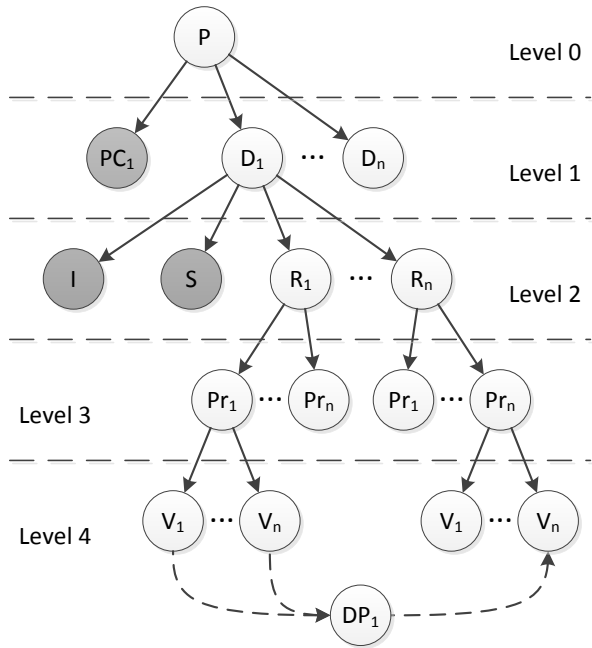 P
Level 0
PC₁ D₁ ... Dₙ
Level 1
I S R₁ ... Rₙ
Level 2
Pr₁ ... Prₙ Pr₁ ... Prₙ
Level 3
V₁ ... Vₙ V₁ ... Vₙ
Level 4
DP₁